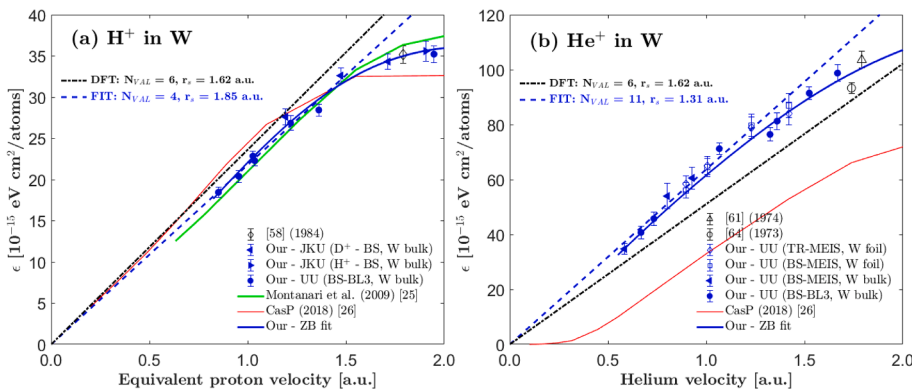 (a) H⁺ in W
DFT: N_VAL = 6, r_s = 1.62 a.u.
FIT: N_VAL = 4, r_s = 1.85 a.u.
[58] (1984)
Our - JKU (D⁺ - BS, W bulk)
Our - JKU (H⁺ - BS, W bulk)
Our - UU (BS-BL3, W bulk)
Montanari et al. (2009) [25]
CasP (2018) [26]
Our - ZB fit
ϵ [10⁻¹⁵ eV cm²/atoms]
40
35
30
25
20
15
10
5
0
0.0
0.5
1.0
1.5
2.0
Equivalent proton velocity [a.u.]
(b) He⁺ in W
DFT: N_VAL = 6, r_s = 1.62 a.u.
FIT: N_VAL = 11, r_s = 1.31 a.u.
[61] (1974)
[64] (1973)
Our - UU (TR-MEIS, W foil)
Our - UU (BS-MEIS, W foil)
Our - UU (BS-MEIS, W bulk)
Our - UU (BS-BL3, W bulk)
CasP (2018) [26]
Our - ZB fit
ϵ [10⁻¹⁵ eV cm²/atoms]
120
100
80
60
40
20
0
0.0
0.5
1.0
1.5
2.0
Helium velocity [a.u.]